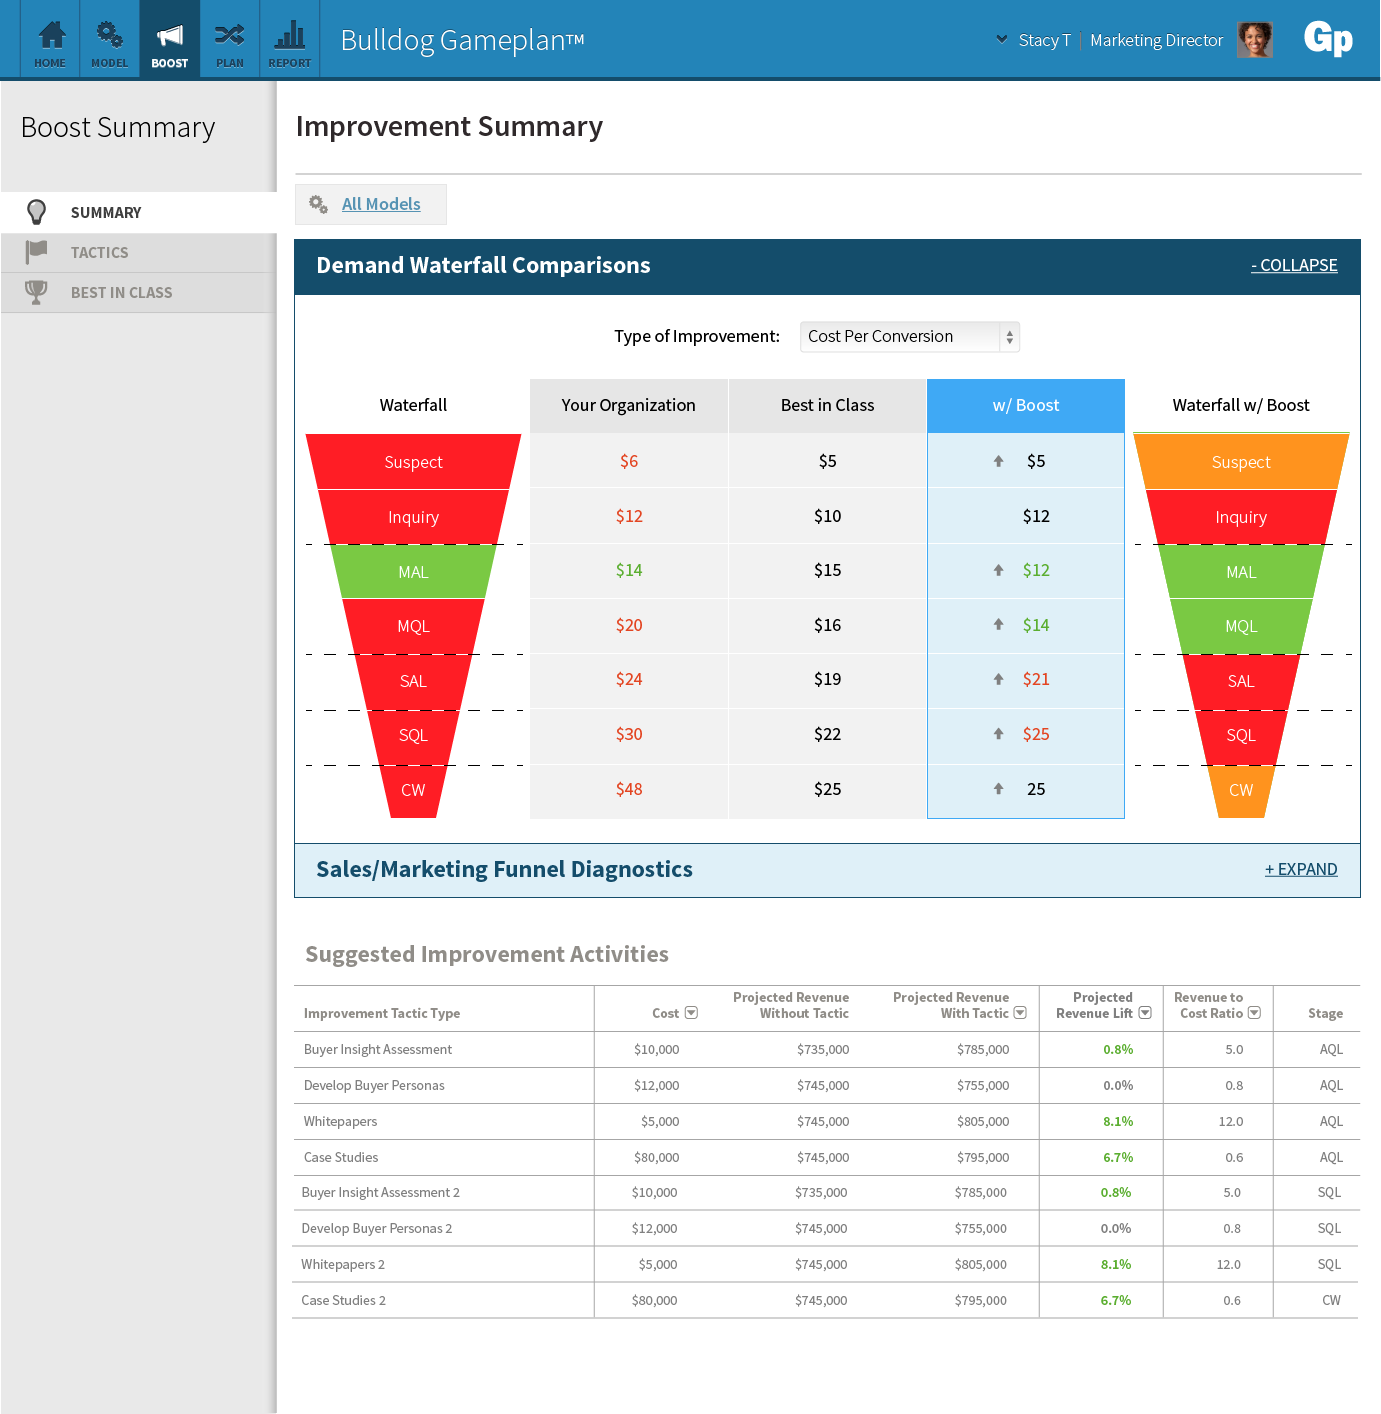 HOME
MODEL
BOOST
PLAN
REPORT
Bulldog Gameplan™
Stacy T | Marketing Director
Gp
Boost Summary
SUMMARY
TACTICS
BEST IN CLASS
Improvement Summary
All Models
Demand Waterfall Comparisons
- COLLAPSE
Type of Improvement: Cost Per Conversion
Waterfall Your Organization Best in Class w/ Boost Waterfall w/ Boost
Suspect $6 $5 $5 Suspect
Inquiry $12 $10 $12 Inquiry
MAL $14 $15 $12 MAL
MQL $20 $16 $14 MQL
SAL $24 $19 $21 SAL
SQL $30 $22 $25 SQL
CW $48 $25 25 CW
Sales/Marketing Funnel Diagnostics
+ EXPAND
Suggested Improvement Activities
Improvement Tactic Type
Cost
Projected Revenue
Without Tactic
Projected Revenue
With Tactic
Projected
Revenue Lift
Revenue to
Cost Ratio
Stage
Buyer Insight Assessment $10,000 $735,000 $785,000 0.8% 5.0 AQL
Develop Buyer Personas $12,000 $745,000 $755,000 0.0% 0.8 AQL
Whitepapers $5,000 $745,000 $805,000 8.1% 12.0 AQL
Case Studies $80,000 $745,000 $795,000 6.7% 0.6 AQL
Buyer Insight Assessment 2 $10,000 $735,000 $785,000 0.8% 5.0 SQL
Develop Buyer Personas 2 $12,000 $745,000 $755,000 0.0% 0.8 SQL
Whitepapers 2 $5,000 $745,000 $805,000 8.1% 12.0 SQL
Case Studies 2 $80,000 $745,000 $795,000 6.7% 0.6 CW